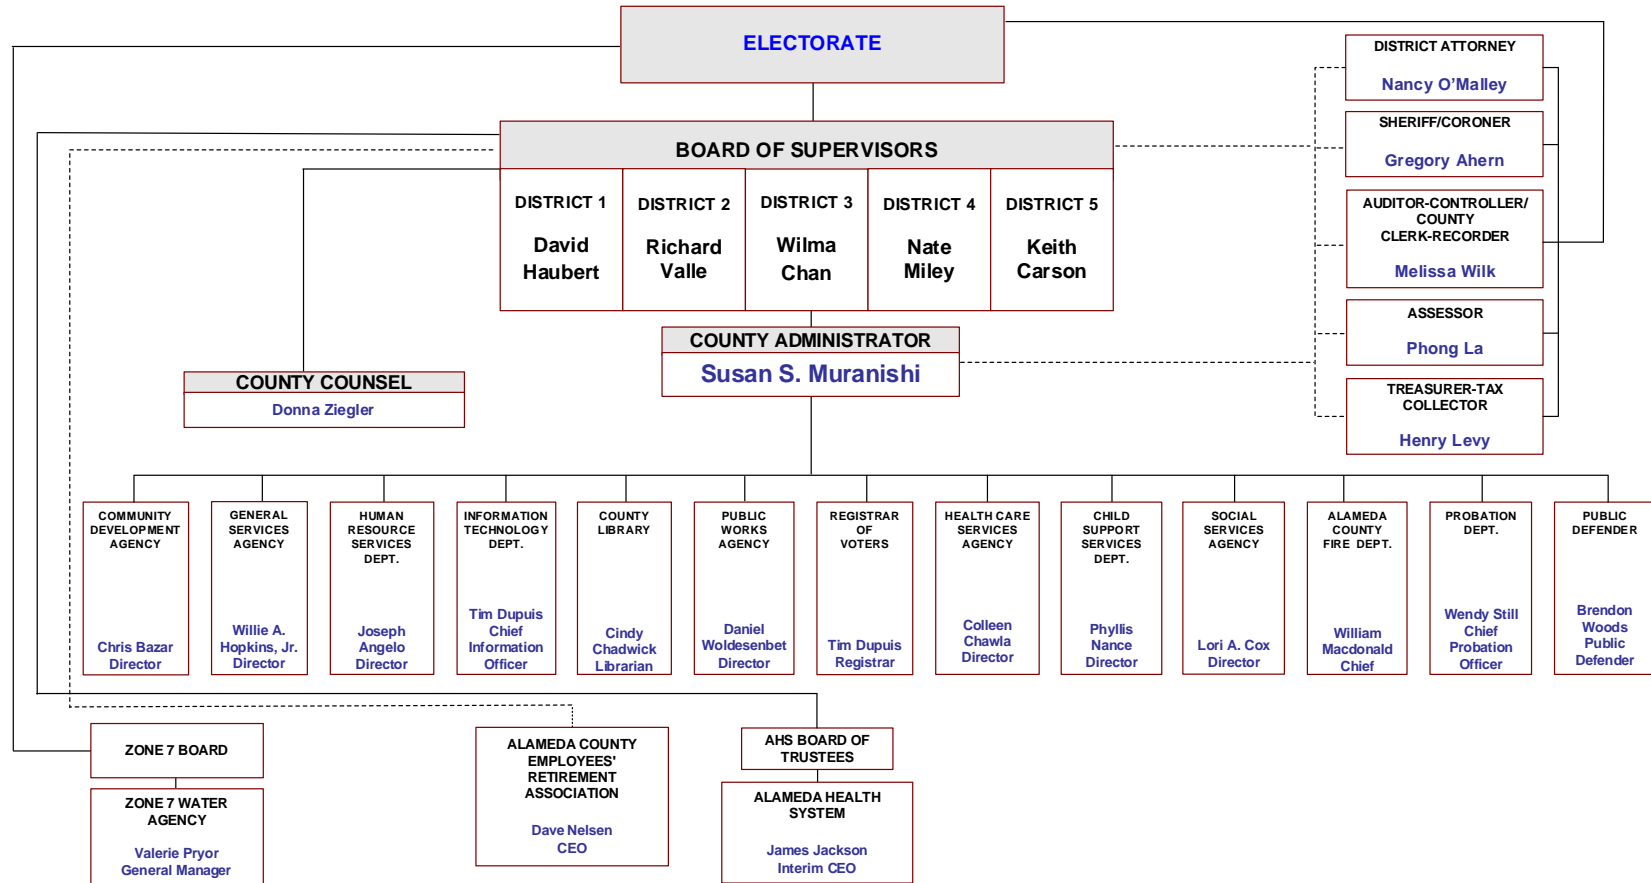 ELECTORATE
DISTRICT ATTORNEY
Nancy O’Malley
SHERIFF/CORONER
Gregory Ahern
AUDITOR-CONTROLLER/
COUNTY
CLERK-RECORDER
Melissa Wilk
ASSESSOR
Phong La
TREASURER-TAX
COLLECTOR
Henry Levy
BOARD OF SUPERVISORS
DISTRICT 1
David
Haubert
DISTRICT 2
Richard
Valle
DISTRICT 3
Wilma
Chan
DISTRICT 4
Nate
Miley
DISTRICT 5
Keith
Carson
COUNTY ADMINISTRATOR
Susan S. Muranishi
COUNTY COUNSEL
Donna Ziegler
COMMUNITY
DEVELOPMENT
AGENCY
Chris Bazar
Director
GENERAL
SERVICES
AGENCY
Willie A.
Hopkins, Jr.
Director
HUMAN
RESOURCE
SERVICES
DEPT.
Joseph
Angelo
Director
INFORMATION
TECHNOLOGY
DEPT.
Tim Dupuis
Chief
Information
Officer
COUNTY
LIBRARY
Cindy
Chadwick
Librarian
PUBLIC
WORKS
AGENCY
Daniel
Woldesenbet
Director
REGISTRAR
OF
VOTERS
Tim Dupuis
Registrar
HEALTH CARE
SERVICES
AGENCY
Colleen
Chawla
Director
CHILD
SUPPORT
SERVICES
DEPT.
Phyllis
Nance
Director
SOCIAL
SERVICES
AGENCY
Lori A. Cox
Director
ALAMEDA
COUNTY
FIRE DEPT.
William
Macdonald
Chief
PROBATION
DEPT.
Wendy Still
Chief
Probation
Officer
PUBLIC
DEFENDER
Brendon
Woods
Public
Defender
ZONE 7 BOARD
ZONE 7 WATER
AGENCY
Valerie Pryor
General Manager
ALAMEDA COUNTY
EMPLOYEES'
RETIREMENT
ASSOCIATION
Dave Nelsen
CEO
AHS BOARD OF
TRUSTEES
ALAMEDA HEALTH
SYSTEM
James Jackson
Interim CEO